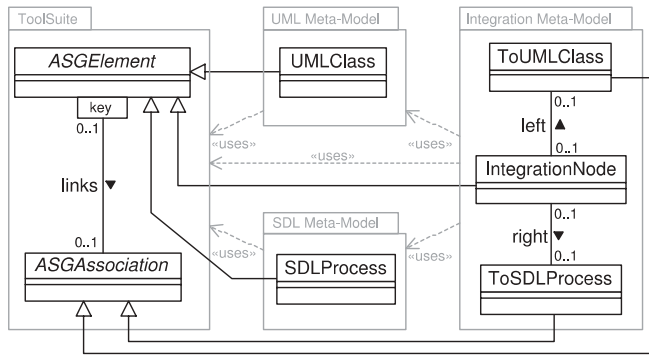 ToolSuite
UML Meta-Model
Integration Meta-Model
ASGElement
UMLClass
ToUMLClass
key
0..1
0..1
left ▲
0..1
«uses»
«uses»
«uses»
links ▼
IntegrationNode
0..1
SDL Meta-Model
right ▼
0..1
ASGAssociation
«uses»
«uses»
SDLProcess
0..1
ToSDLProcess